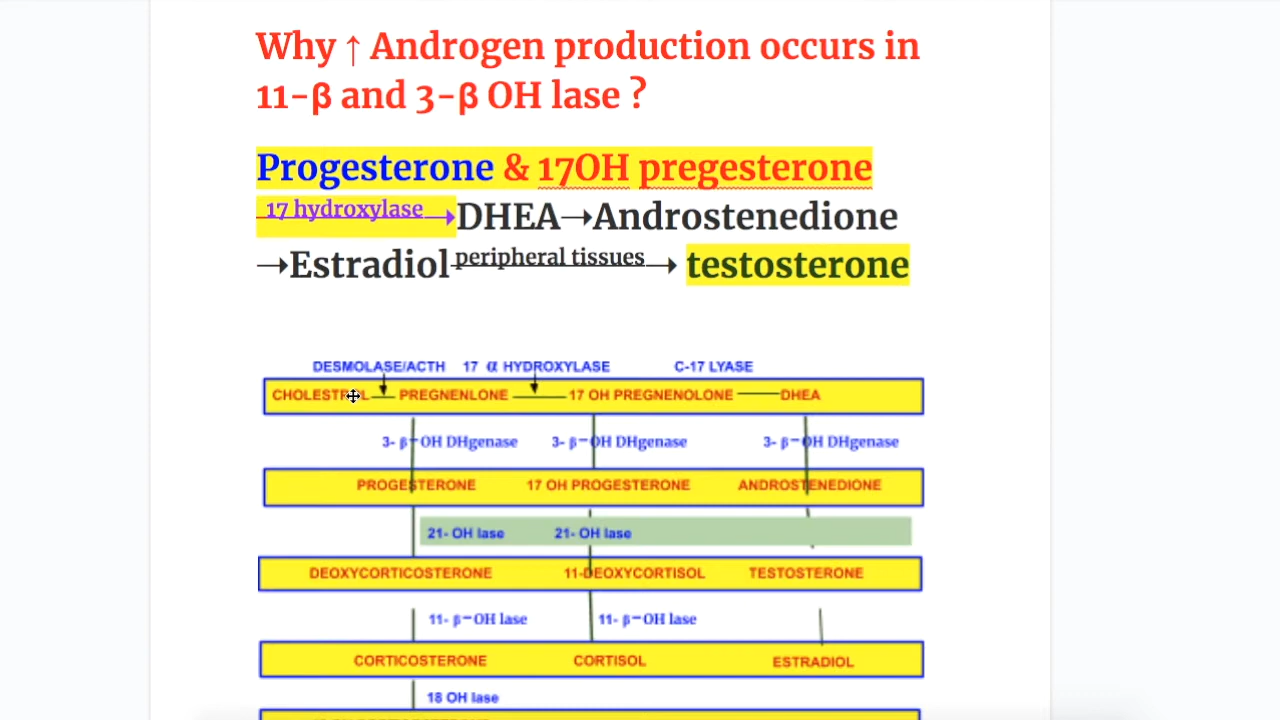 Why ↑ Androgen production occurs in
11-β and 3-β OH lase ?
Progesterone & 17OH pregesterone
17 hydroxylase→DHEA→Androstenedione
→Estradiol peripheral tissues→ testosterone
DESMOLASE/ACTH 17 α HYDROXYLASE C-17 LYASE
PREGNENLONE 17 OH PREGNENOLONE DHEA
3- β-OH DHgenase 3- β-OH DHgenase 3- β-OH DHgenase
PROGESTERONE 17 OH PROGESTERONE ANDROSTENEDIONE
21- OH lase 21- OH lase
DEOXYCORTICOSTERONE 11-DEOXYCORTISOL TESTOSTERONE
11- β-OH lase 11- β-OH lase
CORTICOSTERONE CORTISOL ESTRADIOL
18 OH lase